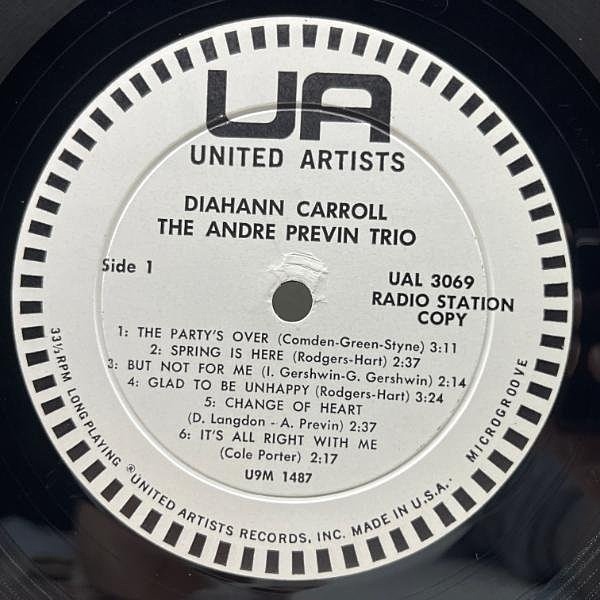 UA
UNITED ARTISTS
DIAHANN CARROLL
THE ANDRE PREVIN TRIO
Side 1
UAL 3069
RADIO STATION
COPY
1: THE PARTY'S OVER (Comden-Green-Styne) 3:11
2: SPRING IS HERE (Rodgers-Hart) 2:37
3: BUT NOT FOR ME (I. Gershwin-G. Gershwin) 2:14
4: GLAD TO BE UNHAPPY (Rodgers-Hart) 3:24
5: CHANGE OF HEART
(D. Langdon - A. Previn) 2:37
6: IT'S ALL RIGHT WITH ME
(Cole Porter) 2:17
U9M 1487
33⅓ RPM LONG PLAYING ® UNITED ARTISTS RECORDS, INC. MADE IN U.S.A. MICROGROOVE